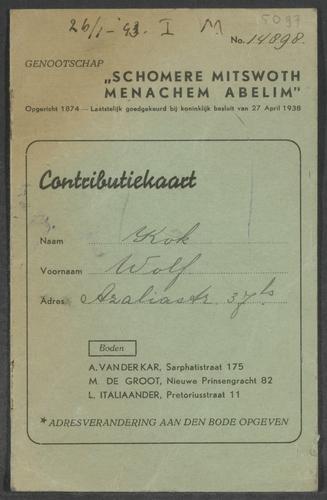 26/1-43. I M 5097
No. 14898.
GENOOTSCHAP
„SCHOMERE MITSWOTH
MENACHEM ABELIM”
Opgericht 1874 — Laatstelijk goedgekeurd bij koninklijk besluit van 27 April 1938
Contributiekaart
Naam Kok
Voornaam Wolf
Adres Azaliastr. 37hs
Boden
A. VAN DER KAR, Sarphatistraat 175
M. DE GROOT, Nieuwe Prinsengracht 82
L. ITALIAANDER, Pretoriusstraat 11
* ADRESVERANDERING AAN DEN BODE OPGEVEN